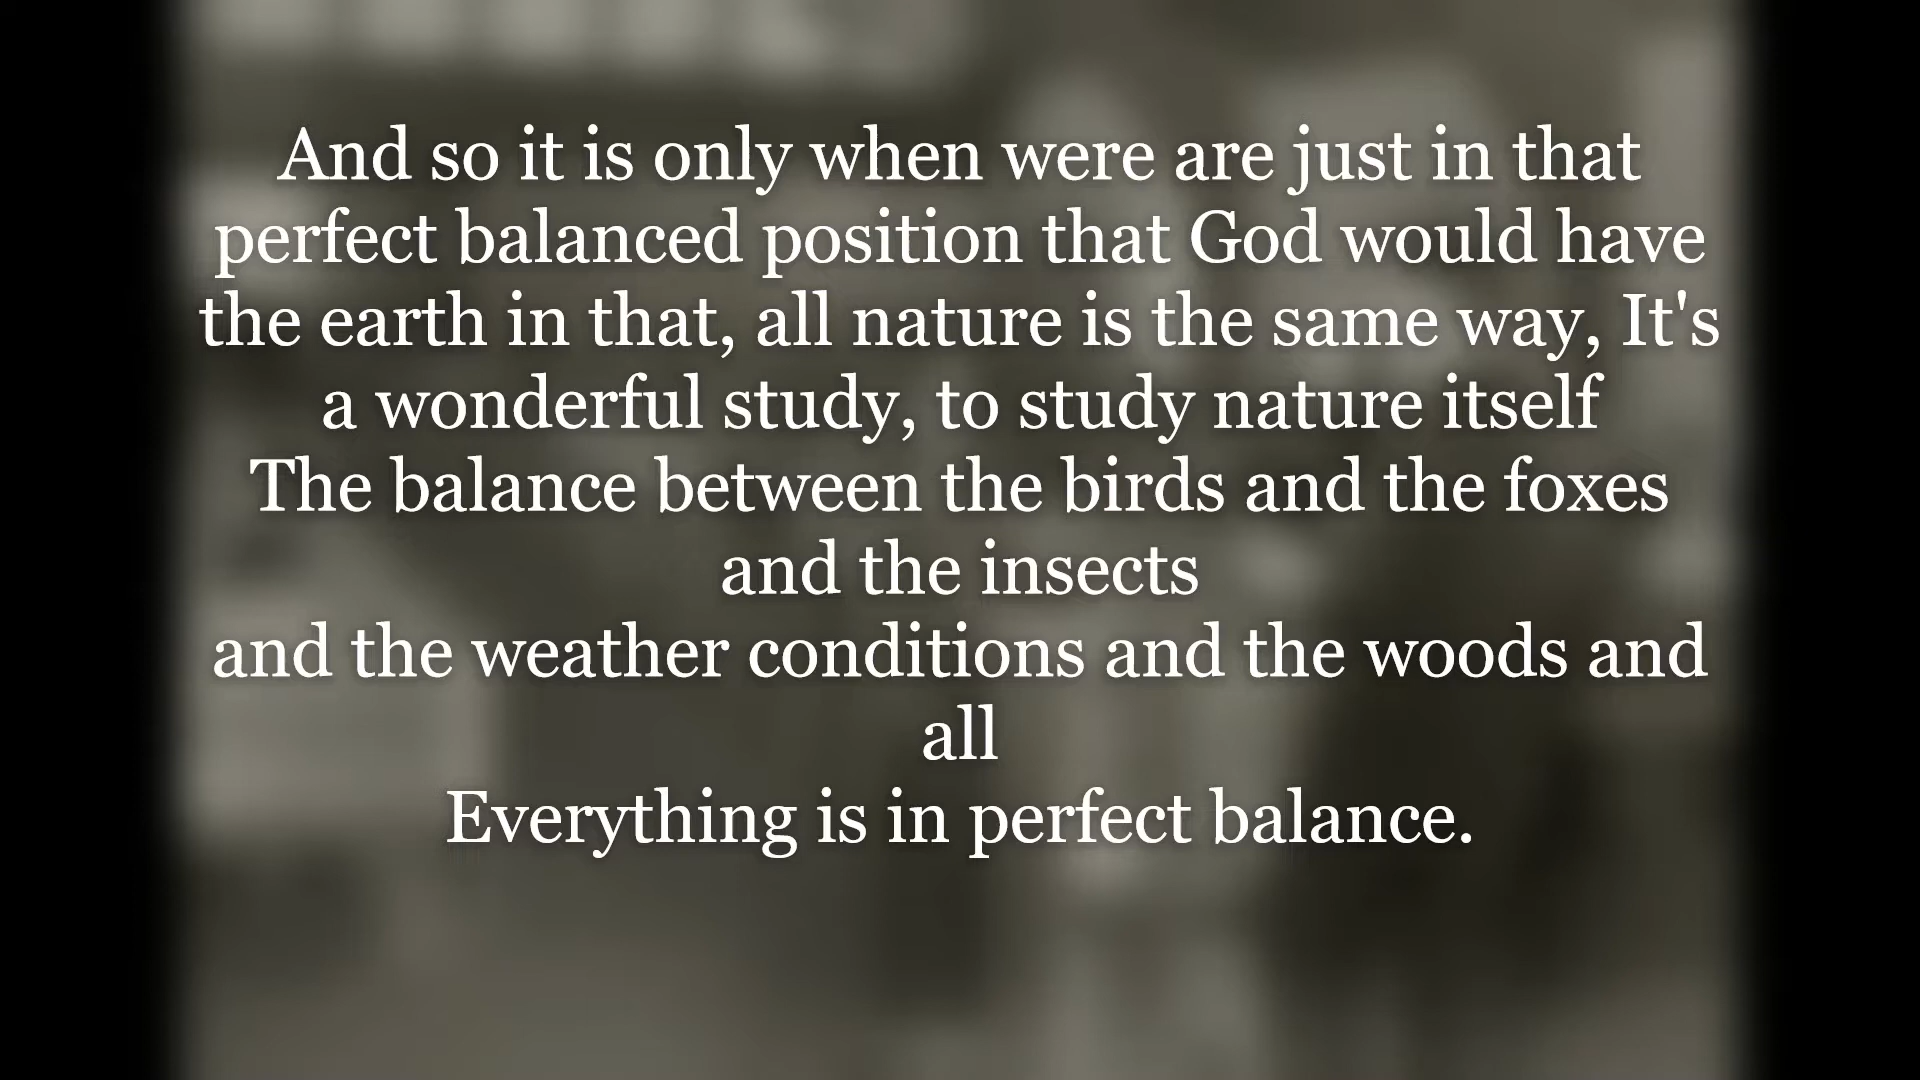 And so it is only when were are just in that
perfect balanced position that God would have
the earth in that, all nature is the same way, It's
a wonderful study, to study nature itself
The balance between the birds and the foxes
and the insects
and the weather conditions and the woods and
all
Everything is in perfect balance.